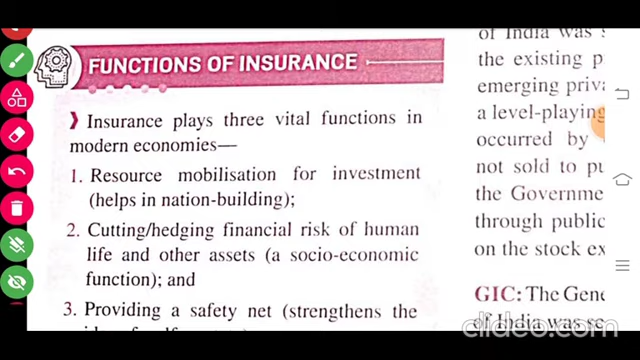 FUNCTIONS OF INSURANCE
Insurance plays three vital functions in
modern economies—
1. Resource mobilisation for investment
(helps in nation-building);
2. Cutting/hedging financial risk of human
life and other assets (a socio-economic
function); and
3. Providing a safety net (strengthens the
of India was
the existing p
emerging priva
a level-playing
occurred by
not sold to pu
the Governme
through public
on the stock ex
GIC: The Gene
of India was se
clideo.com